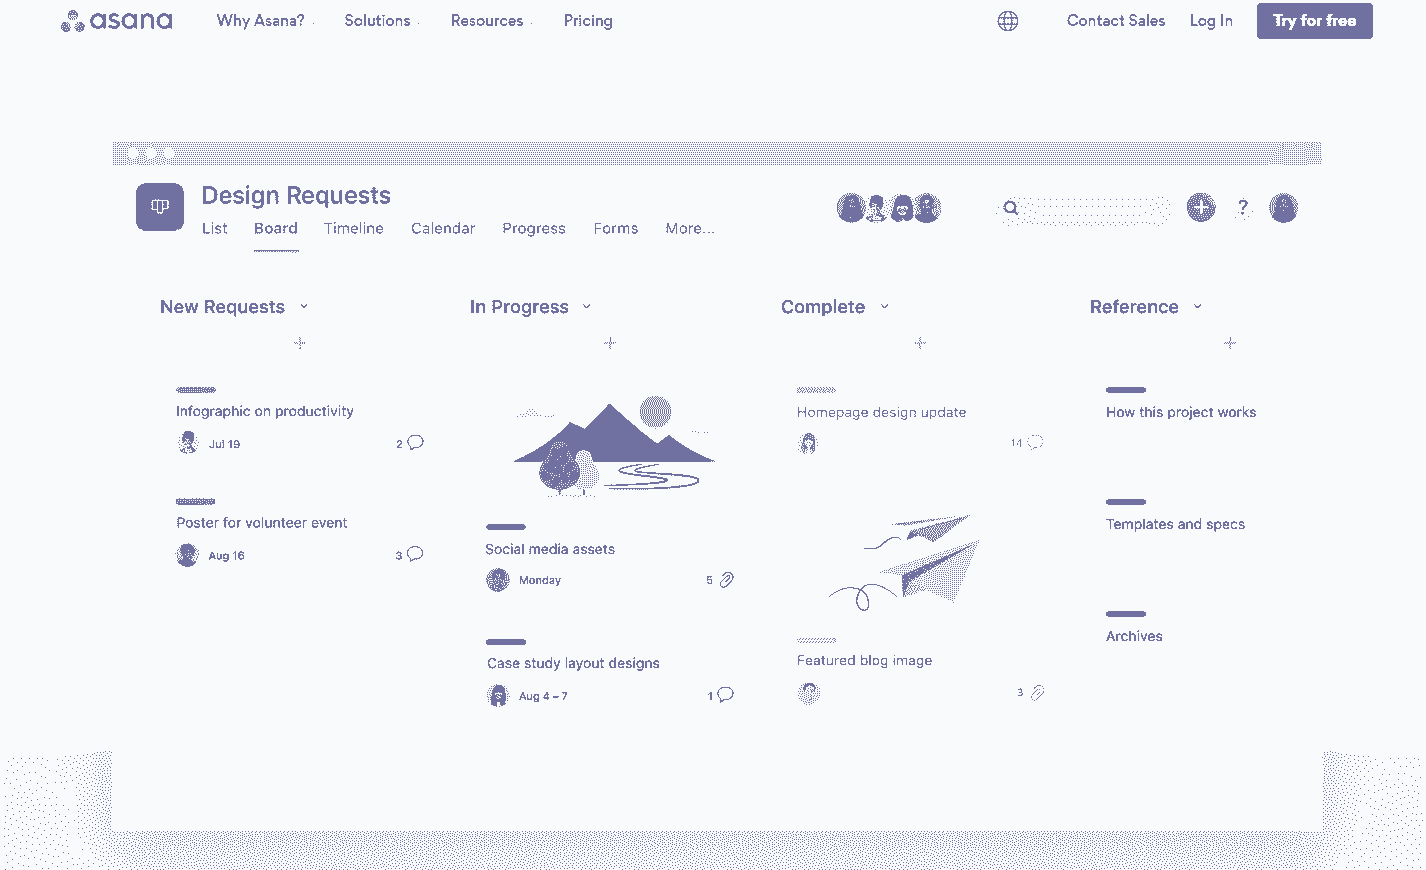 asana Why Asana? Solutions Resources Pricing Contact Sales Log In Try for free
Design Requests
List Board Timeline Calendar Progress Forms More... ?
New Requests In Progress Complete Reference
Infographic on productivity
Jul 19 2
Poster for volunteer event
Aug 16 3
Social media assets
Monday 5
Case study layout designs
Aug 4 – 7 1
Homepage design update
14
Featured blog image
3
How this project works
Templates and specs
Archives